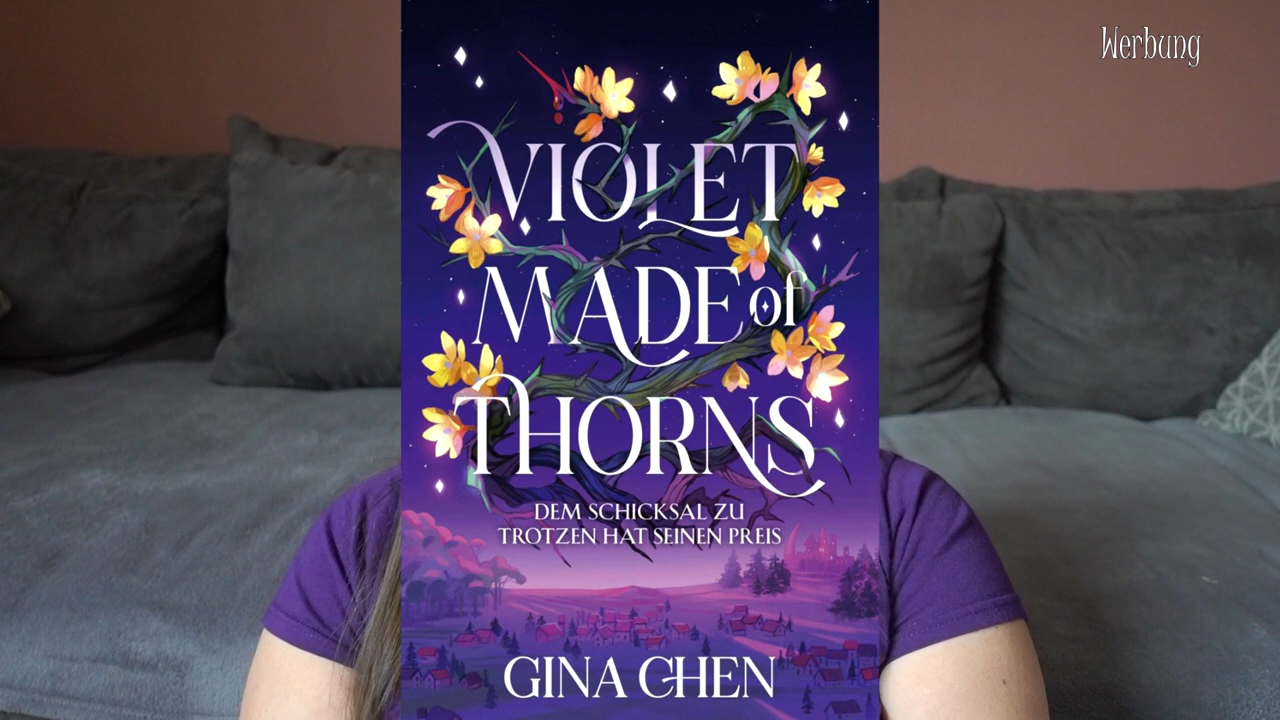 Werbung
VIOLET
MADE of
THORNS
DEM SCHICKSAL ZU
TROTZEN HAT SEINEN PREIS
GINA CHEN